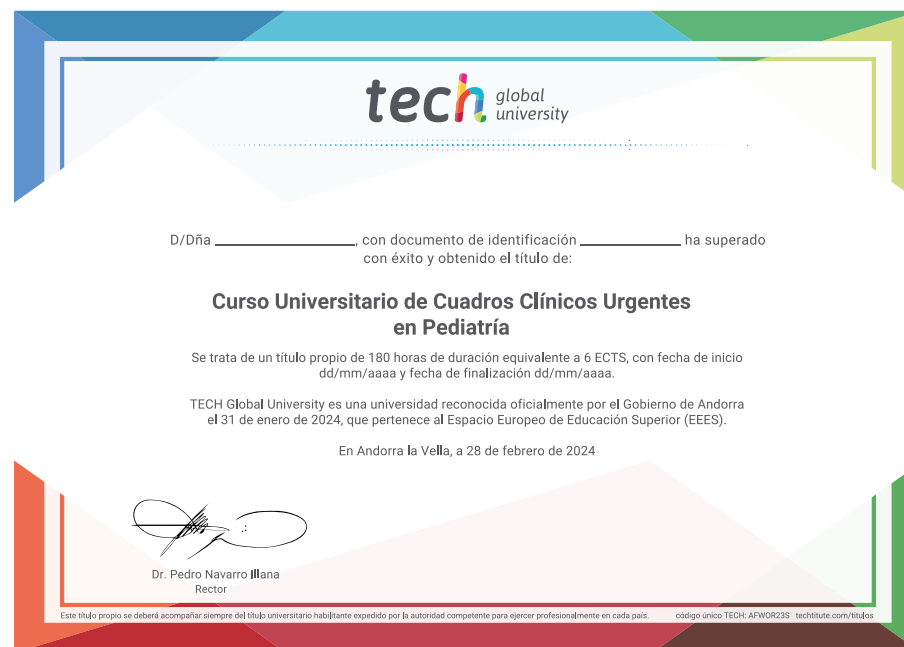 tech global university
D/Dña ____________, con documento de identificación ____________ ha superado
con éxito y obtenido el título de:
Curso Universitario de Cuadros Clínicos Urgentes
en Pediatría
Se trata de un título propio de 180 horas de duración equivalente a 6 ECTS, con fecha de inicio
dd/mm/aaaa y fecha de finalización dd/mm/aaaa.
TECH Global University es una universidad reconocida oficialmente por el Gobierno de Andorra
el 31 de enero de 2024, que pertenece al Espacio Europeo de Educación Superior (EEES).
En Andorra la Vella, a 28 de febrero de 2024
Dr. Pedro Navarro Illana
Rector
Este título propio se deberá acompañar siempre del título universitario habilitante expedido por la autoridad competente para ejercer profesionalmente en cada país. código único TECH: AFWOR23S techtitute.com/titulos